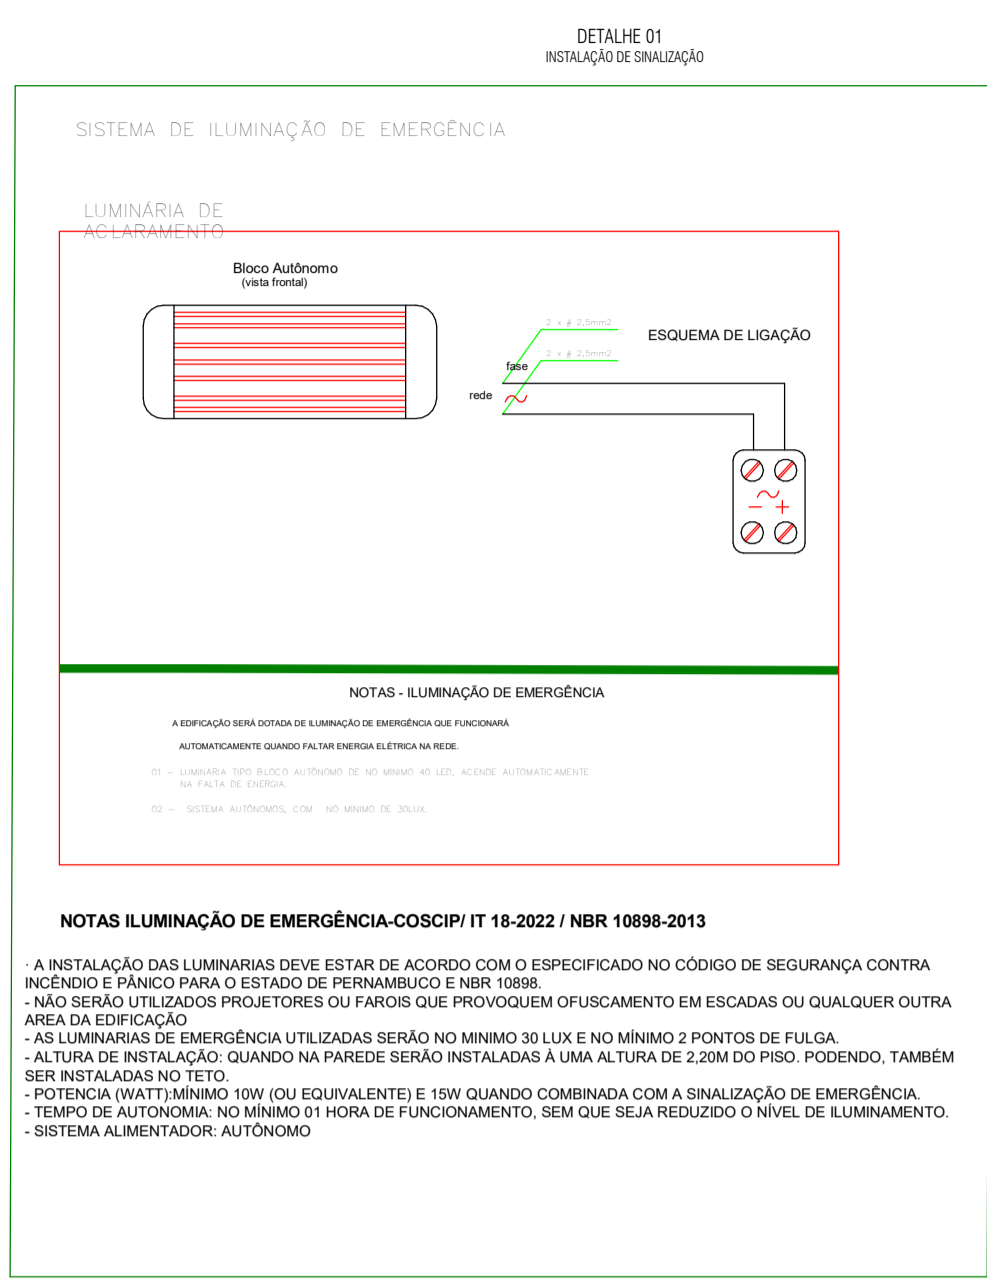 DETALHE 01
INSTALAÇÃO DE SINALIZAÇÃO
SISTEMA DE ILUMINAÇÃO DE EMERGÊNCIA
LUMINÁRIA DE
ACLARAMENTO
Bloco Autônomo
(vista frontal)
2 x # 2,5mm2
ESQUEMA DE LIGAÇÃO
2 x # 2,5mm2
fase
rede
− +
NOTAS - ILUMINAÇÃO DE EMERGÊNCIA
A EDIFICAÇÃO SERÁ DOTADA DE ILUMINAÇÃO DE EMERGÊNCIA QUE FUNCIONARÁ
AUTOMATICAMENTE QUANDO FALTAR ENERGIA ELÉTRICA NA REDE.
01 – LUMINÁRIA TIPO BLOCO AUTÔNOMO DE NO MINIMO 40 LED, ACENDE AUTOMATICAMENTE
NA FALTA DE ENERGIA.
02 – SISTEMA AUTÔNOMOS, COM NO MINIMO DE 30LUX.
NOTAS ILUMINAÇÃO DE EMERGÊNCIA-COSCIP/ IT 18-2022 / NBR 10898-2013
· A INSTALAÇÃO DAS LUMINARIAS DEVE ESTAR DE ACORDO COM O ESPECIFICADO NO CÓDIGO DE SEGURANÇA CONTRA
INCÊNDIO E PÂNICO PARA O ESTADO DE PERNAMBUCO E NBR 10898.
- NÃO SERÃO UTILIZADOS PROJETORES OU FAROIS QUE PROVOQUEM OFUSCAMENTO EM ESCADAS OU QUALQUER OUTRA
AREA DA EDIFICAÇÃO
- AS LUMINARIAS DE EMERGÊNCIA UTILIZADAS SERÃO NO MINIMO 30 LUX E NO MÍNIMO 2 PONTOS DE FULGA.
- ALTURA DE INSTALAÇÃO: QUANDO NA PAREDE SERÃO INSTALADAS À UMA ALTURA DE 2,20M DO PISO. PODENDO, TAMBÉM
SER INSTALADAS NO TETO.
- POTENCIA (WATT):MÍNIMO 10W (OU EQUIVALENTE) E 15W QUANDO COMBINADA COM A SINALIZAÇÃO DE EMERGÊNCIA.
- TEMPO DE AUTONOMIA: NO MÍNIMO 01 HORA DE FUNCIONAMENTO, SEM QUE SEJA REDUZIDO O NÍVEL DE ILUMINAMENTO.
- SISTEMA ALIMENTADOR: AUTÔNOMO